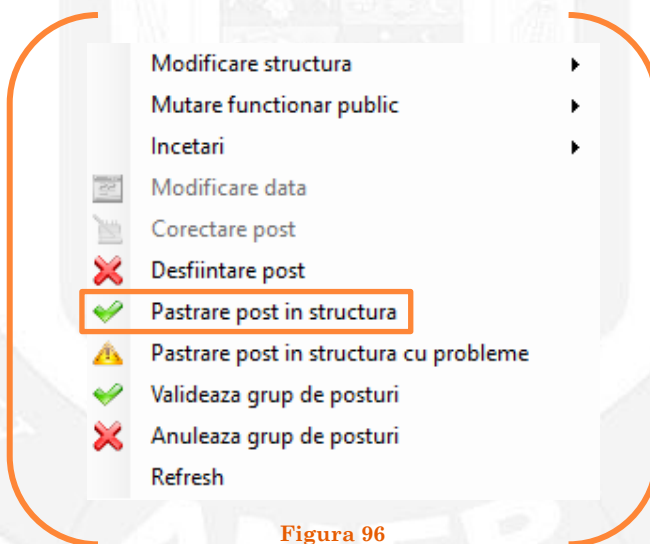 Modificare structura
Mutare functionar public
Incetari
Modificare data
Corectare post
Desfiintare post
Pastrare post in structura
Pastrare post in structura cu probleme
Valideaza grup de posturi
Anuleaza grup de posturi
Refresh
Figura 96